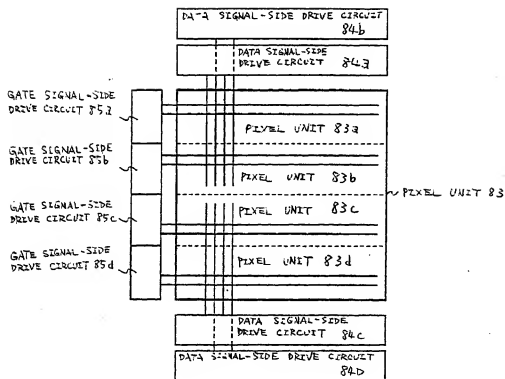 DATA SIGNAL-SIDE DRIVE CIRCUIT
84b
DATA SIGNAL-SIDE
DRIVE CIRCUIT 84a
GATE SIGNAL-SIDE
DRIVE CIRCUIT 85a
PIXEL UNIT 83a
GATE SIGNAL-SIDE
DRIVE CIRCUIT 85b
PIXEL UNIT 83b
PIXEL UNIT 83
GATE SIGNAL-SIDE
DRIVE CIRCUIT 85c
PIXEL UNIT 83c
GATE SIGNAL-SIDE
DRIVE CIRCUIT 85d
PIXEL UNIT 83d
DATA SIGNAL-SIDE
DRIVE CIRCUIT 84c
DATA SIGNAL-SIDE DRIVE CIRCUIT
84D